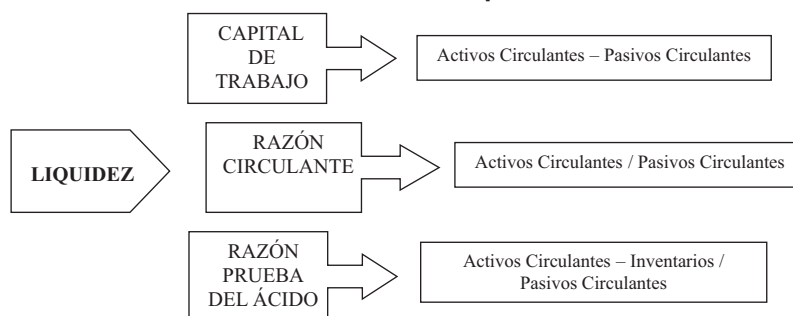 CAPITAL
DE
TRABAJO
Activos Circulantes – Pasivos Circulantes
LIQUIDEZ
RAZÓN
CIRCULANTE
Activos Circulantes / Pasivos Circulantes
RAZÓN
PRUEBA
DEL ÁCIDO
Activos Circulantes – Inventarios /
Pasivos Circulantes